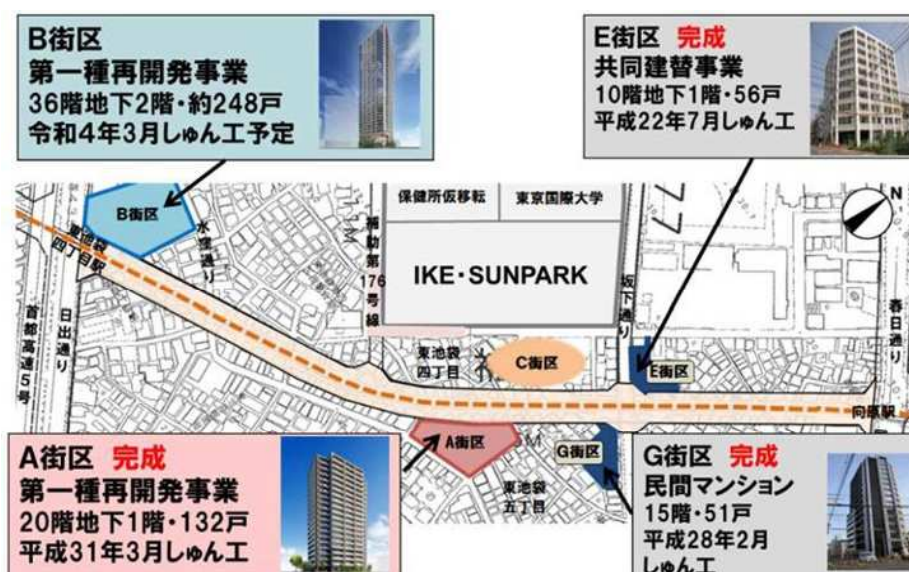 B街区
第一種再開発事業
36階地下2階・約248戸
令和4年3月しゅん工予定
E街区 完成
共同建替事業
10階地下1階・56戸
平成22年7月しゅん工
保健所仮移転
東京国際大学
N
B街区
水窪通り
東池袋四丁目駅
補助第176号線
IKE・SUNPARK
坂下通り
春日通り
首都高速5号
日出通り
東池袋
四丁目
C街区
E街区
向原駅
A街区
G街区
東池袋
五丁目
A街区 完成
第一種再開発事業
20階地下1階・132戸
平成31年3月しゅん工
G街区 完成
民間マンション
15階・51戸
平成28年2月
しゅん工